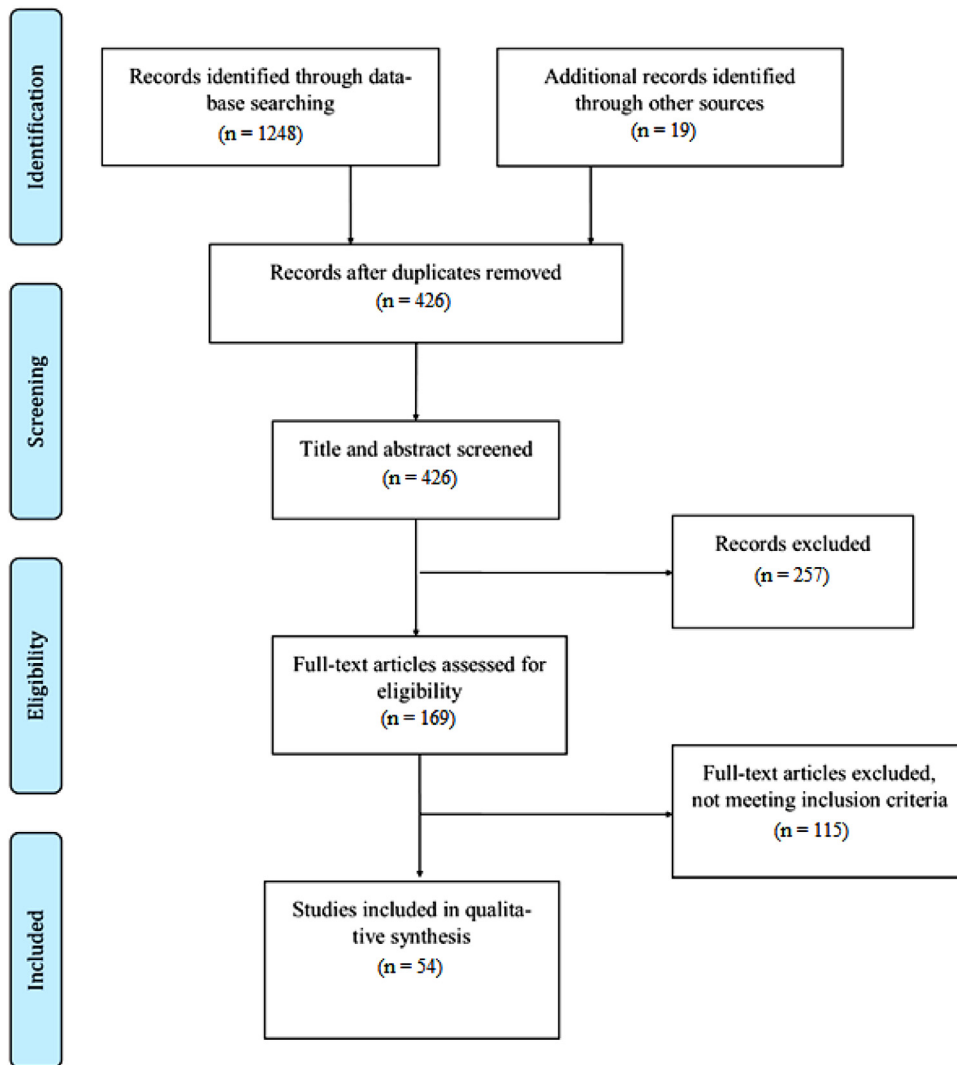 Identification
Records identified through data-
base searching
(n = 1248)
Additional records identified
through other sources
(n = 19)
Records after duplicates removed
(n = 426)
Screening
Title and abstract screened
(n = 426)
Records excluded
(n = 257)
Eligibility
Full-text articles assessed for
eligibility
(n = 169)
Full-text articles excluded,
not meeting inclusion criteria
(n = 115)
Included
Studies included in qualita-
tive synthesis
(n = 54)